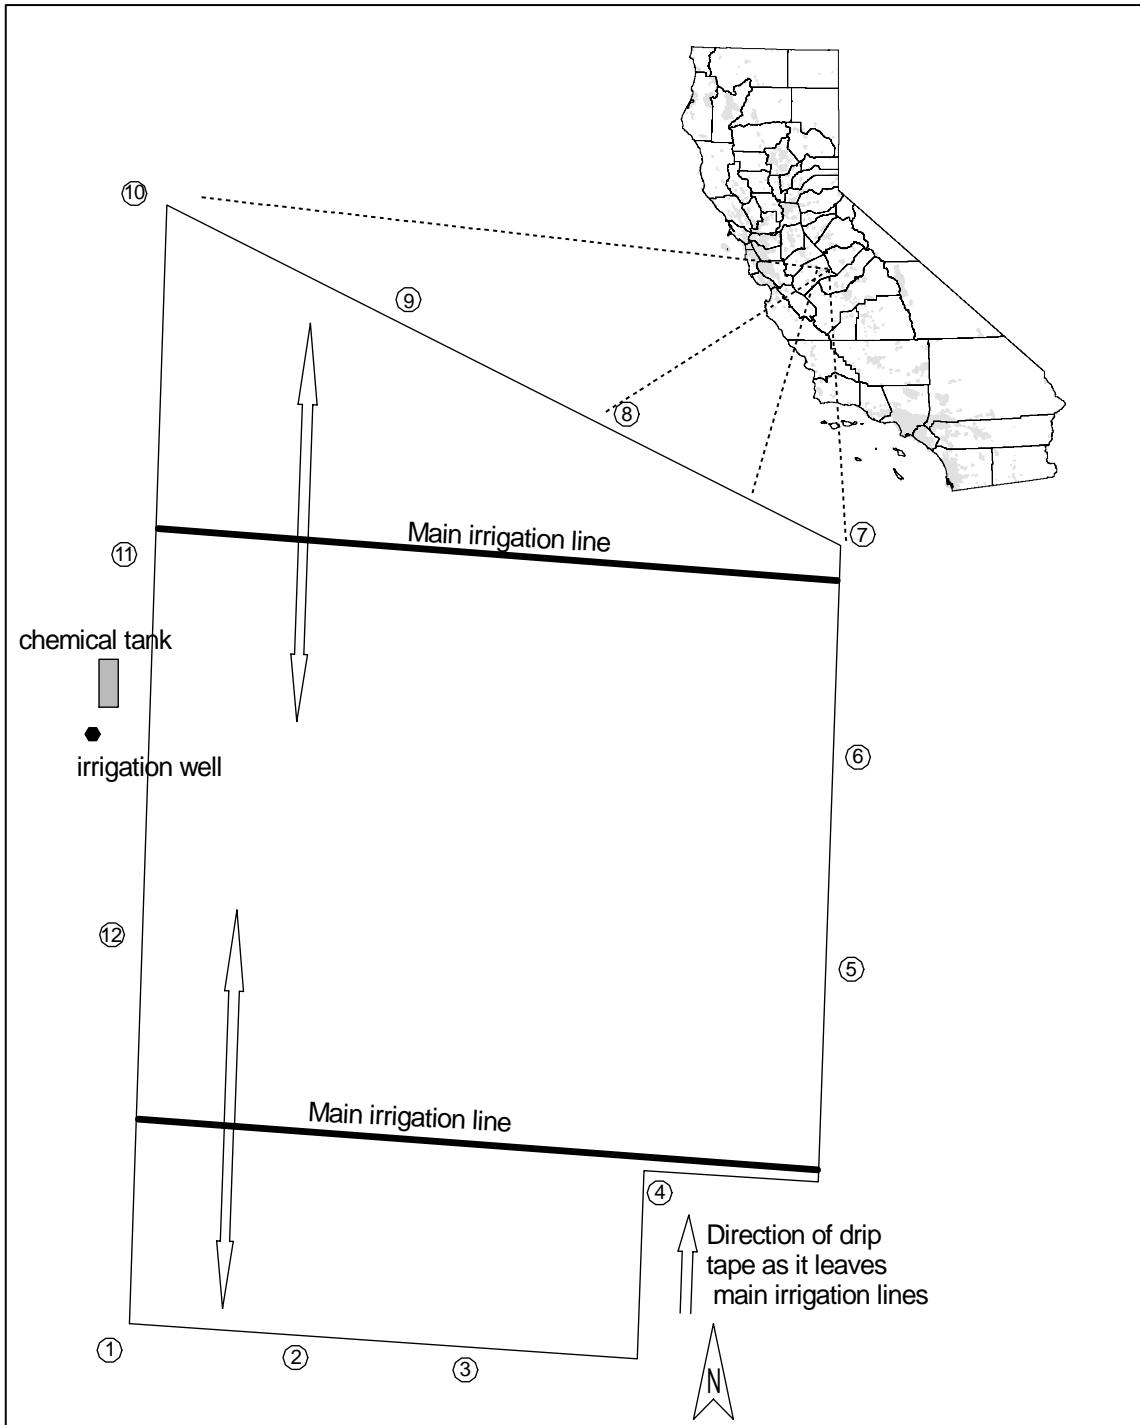 10
9
8
7
Main irrigation line
11
chemical tank
6
irrigation well
12
5
Main irrigation line
4
Direction of drip
tape as it leaves
main irrigation lines
1
2
3
N